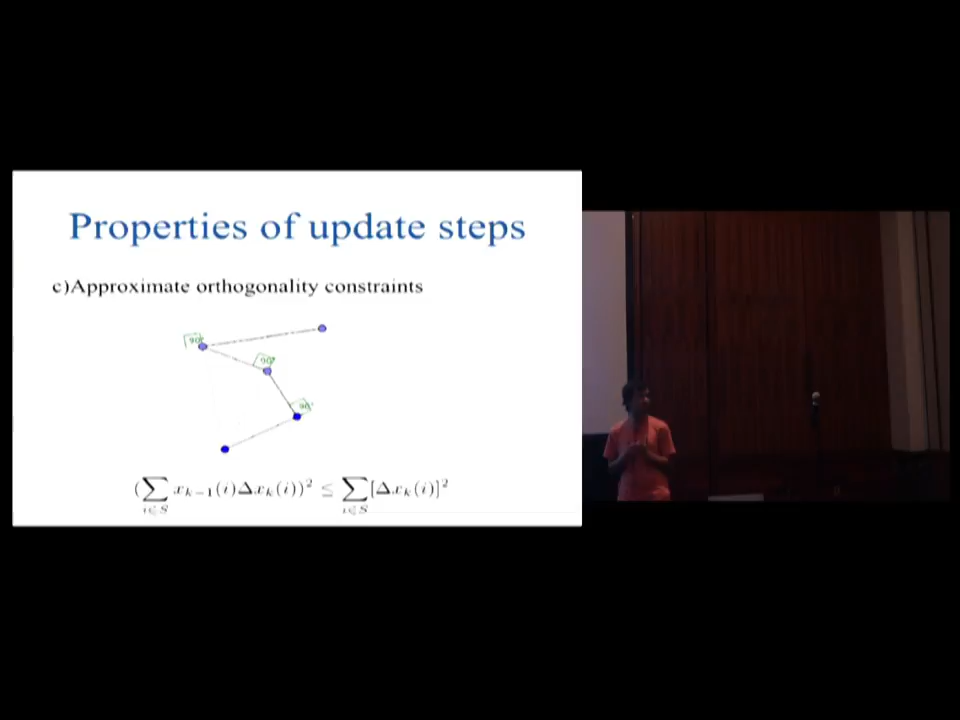 Properties of update steps
c)Approximate orthogonality constraints
90°
90°
90°
(∑_{i∈S} x_{k−1}(i)Δx_k(i))² ≤ ∑_{i∈S} [Δx_k(i)]²